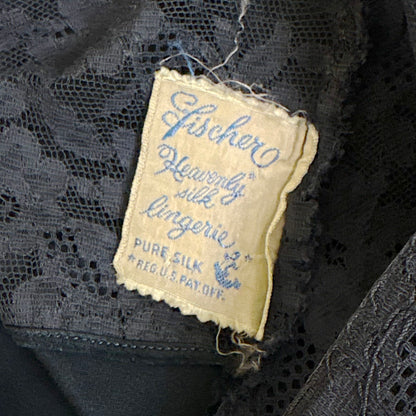 Fischer
Heavenly
silk
lingerie
PURE SILK
REG. U.S. PAT. OFF.